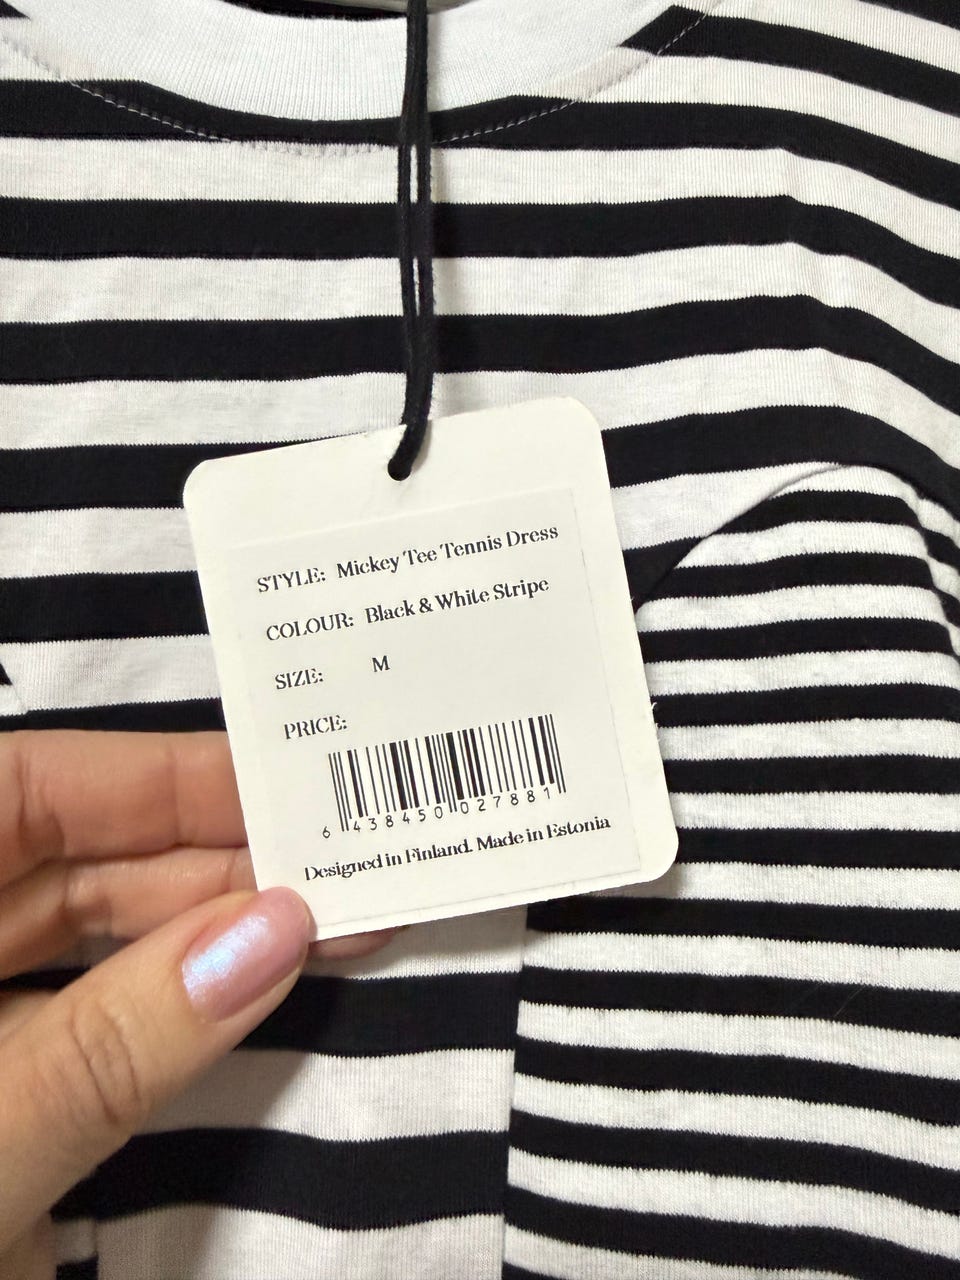 STYLE: Mickey Tee Tennis Dress
COLOUR: Black & White Stripe
SIZE: M
PRICE:
6 438450 027881
Designed in Finland. Made in Estonia